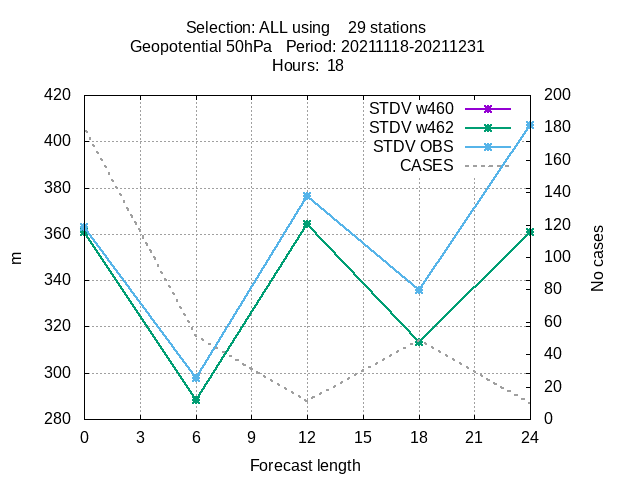 Selection: ALL using 29 stations
Geopotential 50hPa Period: 20211118-20211231
Hours: 18
420 200
400 180
380 160
360 140
340 120
320 100
300 80
280 60
40
20
0
STDV w460
STDV w462
STDV OBS
CASES
m
No cases
0 3 6 9 12 15 18 21 24
Forecast length